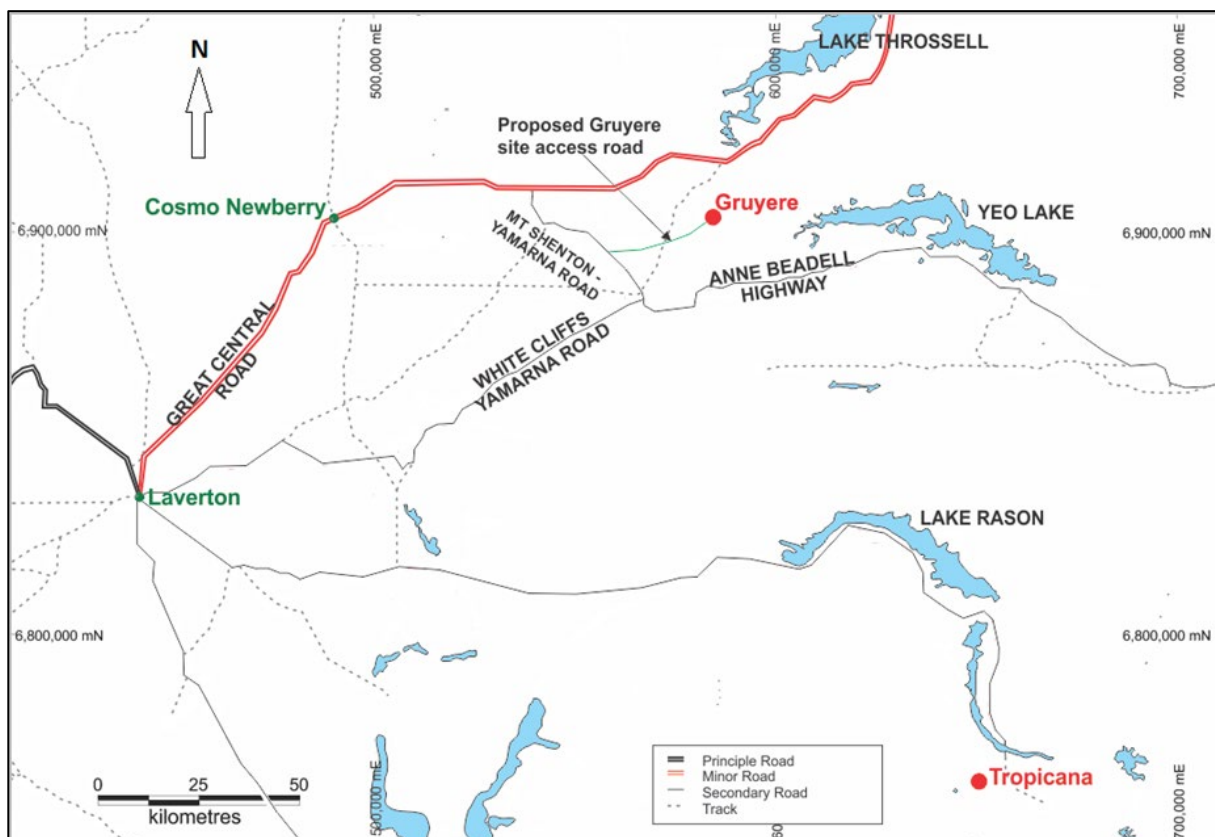 N
500,000 mE
600,000 mE
LAKE THROSSELL
700,000 mE
Proposed Gruyere
site access road
Cosmo Newberry
Gruyere
YEO LAKE
6,900,000 mN
6,900,000 mN
MT SHENTON -
YAMARNA ROAD
ANNE BEADELL
HIGHWAY
GREAT CENTRAL
ROAD
WHITE CLIFFS
YAMARNA ROAD
Laverton
LAKE RASON
6,800,000 mN
6,800,000 mN
Principle Road
Minor Road
Secondary Road
Track
Tropicana
0 25 50
kilometres
500,000 mE
60
700,000 mE